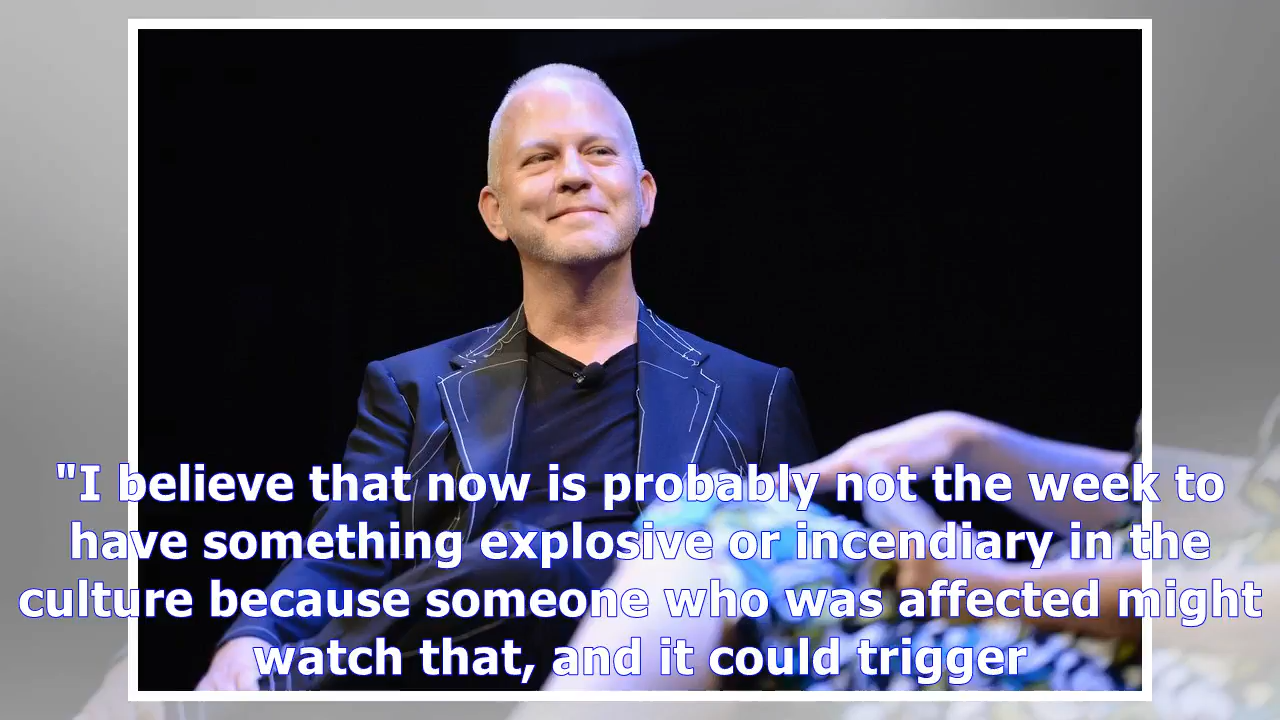 "I believe that now is probably not the week to
have something explosive or incendiary in the
culture because someone who was affected might
watch that, and it could trigger